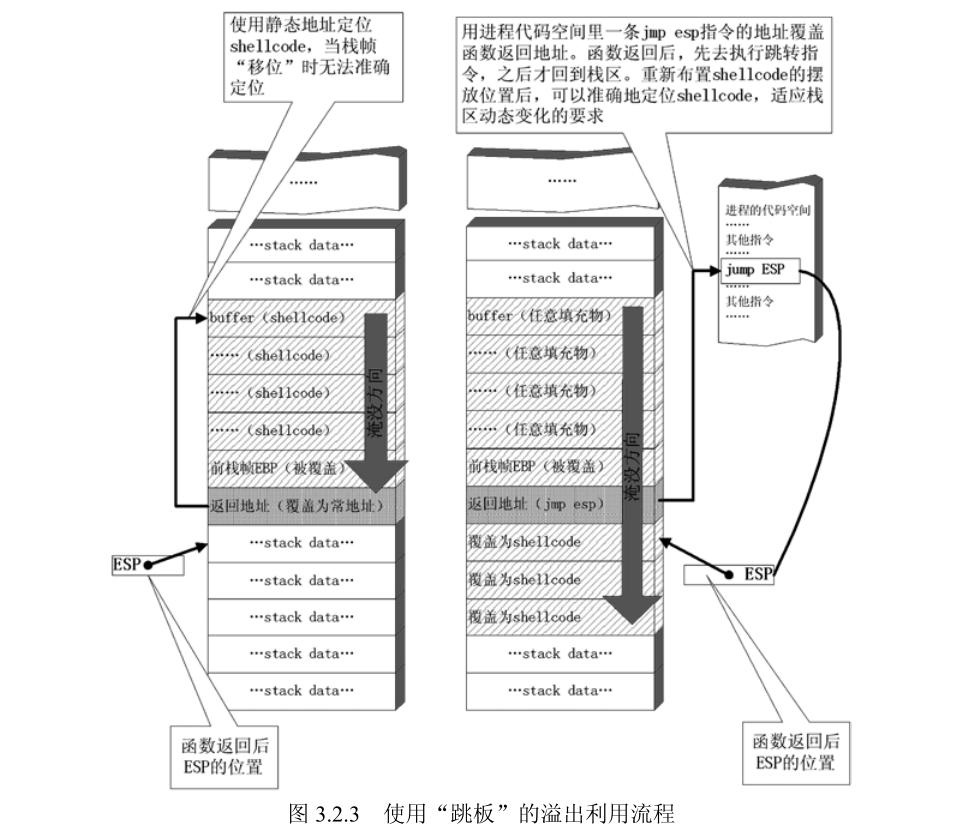 使用静态地址定位
shellcode，当栈帧
“移位”时无法准确
定位
用进程代码空间里一条jmp esp指令的地址覆盖
函数返回地址。函数返回后，先去执行跳转指
令，之后才回到栈区。重新布置shellcode的摆
放位置后，可以准确地定位shellcode，适应栈
区动态变化的要求
……
…stack data…
…stack data…
buffer（shellcode）
……（shellcode）
……（shellcode）
……（shellcode）
前栈帧EBP（被覆盖）
返回地址（覆盖为常地址）
…stack data…
…stack data…
…stack data…
…stack data…
…stack data…
淹没方向
ESP
函数返回后
ESP的位置
……
…stack data…
…stack data…
buffer（任意填充物）
……（任意填充物）
……（任意填充物）
……（任意填充物）
前栈帧EBP（被覆盖）
返回地址（jmp esp）
覆盖为shellcode
覆盖为shellcode
覆盖为shellcode
…stack data…
…stack data…
淹没方向
进程的代码空间
……
其他指令
……
jump ESP
……
其他指令
……
ESP
函数返回后
ESP的位置
图 3.2.3 使用“跳板”的溢出利用流程